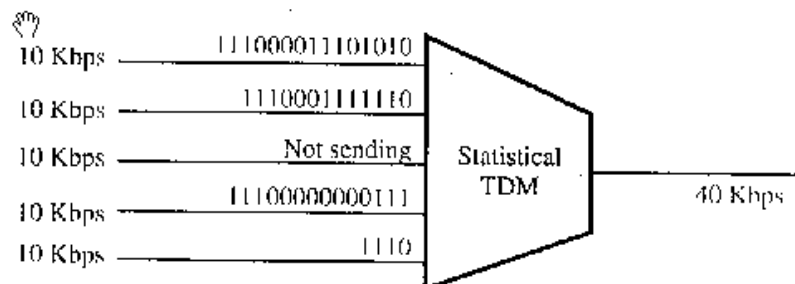 10 Kbps 111000011101010
10 Kbps 1110001111110
10 Kbps Not sending
10 Kbps 11100000000111
10 Kbps 1110
Statistical
TDM
40 Kbps